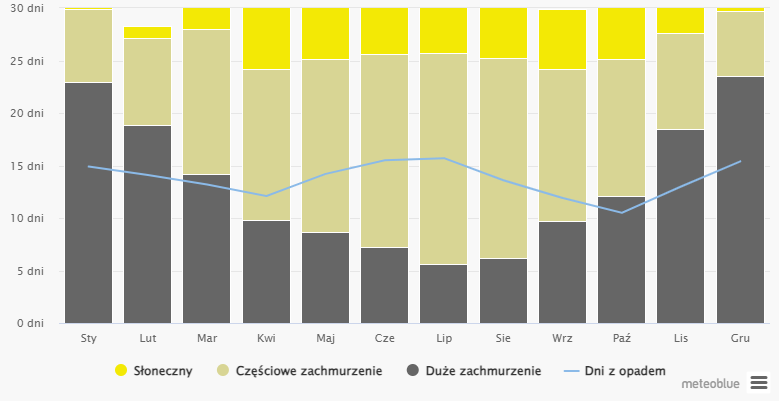 30 dni
25 dni
20 dni
15 dni
10 dni
5 dni
0 dni
Sty Lut Mar Kwi Maj Cze Lip Sie Wrz Paź Lis Gru
Słoneczny Częściowe zachmurzenie Duże zachmurzenie Dni z opadem
meteoblue